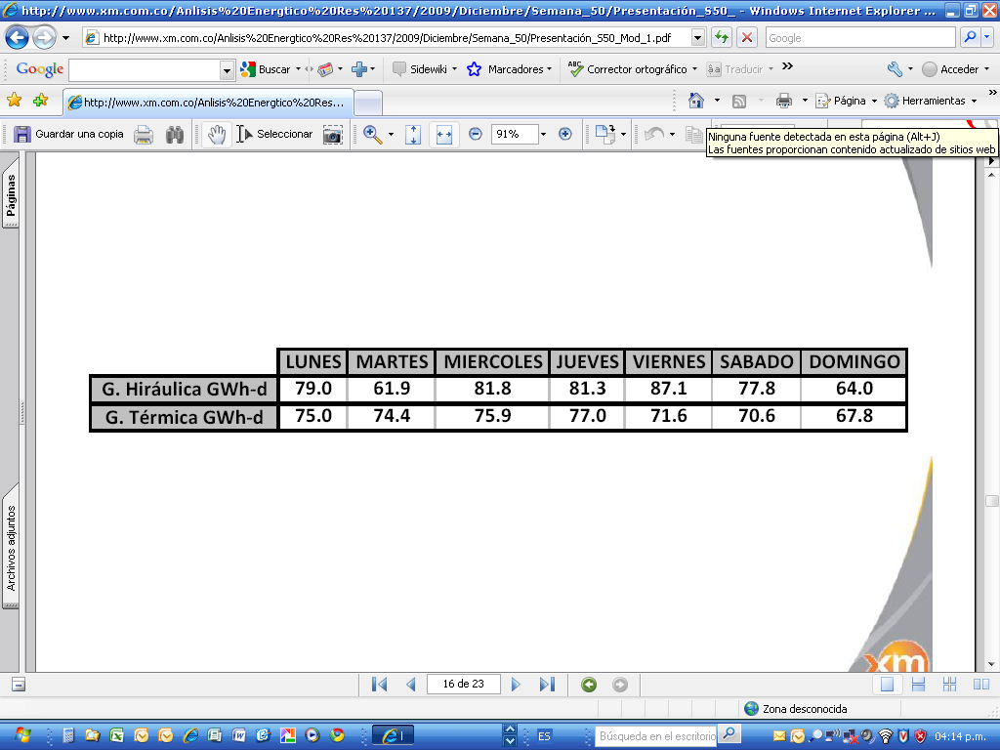 http://www.xm.com.co/Anlisis%20Energtico%20Res%20137/2009/Diciembre/Semana_50/Presentación_S50_ - Windows Internet Explorer ...
http://www.xm.com.co/Anlisis%20Energtico%20Res%20137/2009/Diciembre/Semana_50/Presentación_S50_Mod_1.pdf
Google
Google Buscar Sidewiki Marcadores ABC Corrector ortográfico aä Traducir » Acceder
http://www.xm.com.co/Anlisis%20Energtico%20Res... Página Herramientas »
Guardar una copia Seleccionar 91%
Ninguna fuente detectada en esta página (Alt+J)
Las fuentes proporcionan contenido actualizado de sitios web
Páginas
LUNES MARTES MIERCOLES JUEVES VIERNES SABADO DOMINGO
G. Hiráulica GWh-d 79.0 61.9 81.8 81.3 87.1 77.8 64.0
G. Térmica GWh-d 75.0 74.4 75.9 77.0 71.6 70.6 67.8
Archivos adjuntos
xm
16 de 23
Zona desconocida
ES Búsqueda en el escritorio 04:14 p.m.